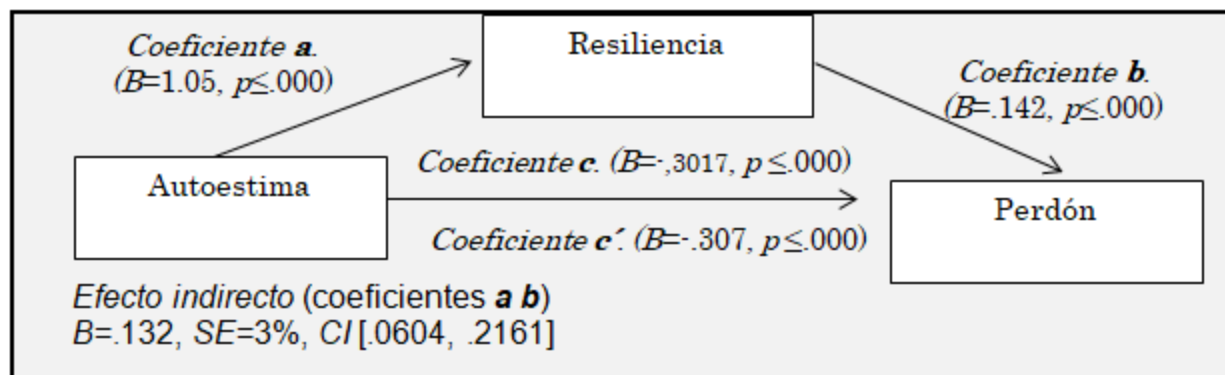 Coeficiente a.
(B=1.05, p≤.000)
Resiliencia
Coeficiente b.
(B=.142, p≤.000)
Autoestima
Coeficiente c. (B=-,3017, p ≤.000)
Coeficiente c´. (B=-.307, p≤.000)
Perdón
Efecto indirecto (coeficientes a b)
B=.132, SE=3%, CI [.0604, .2161]